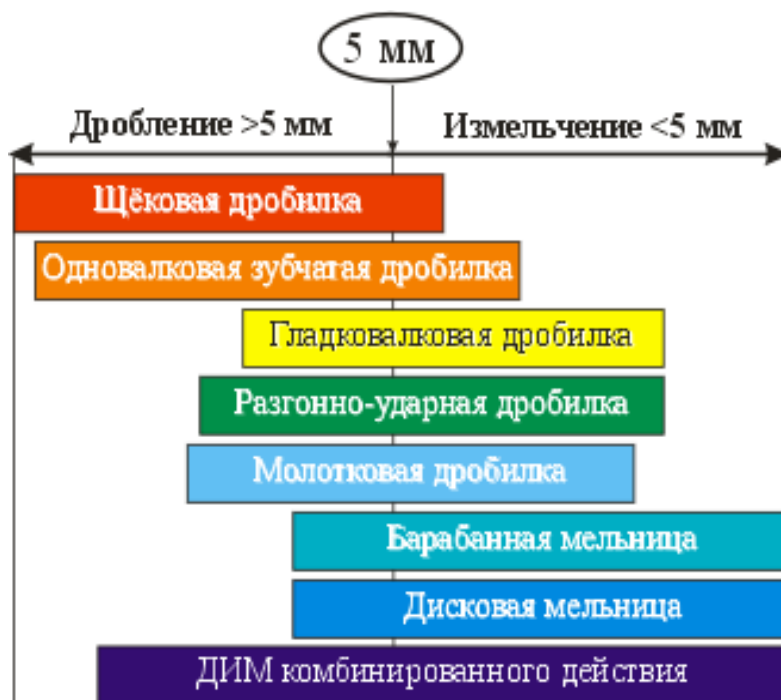 5 мм
Дробление >5 мм
Измельчение <5 мм
Щёковая дробилка
Одновалковая зубчатая дробилка
Гладковалковая дробилка
Разгонно-ударная дробилка
Молотковая дробилка
Барабанная мельница
Дисковая мельница
ДИМ комбинированного действия